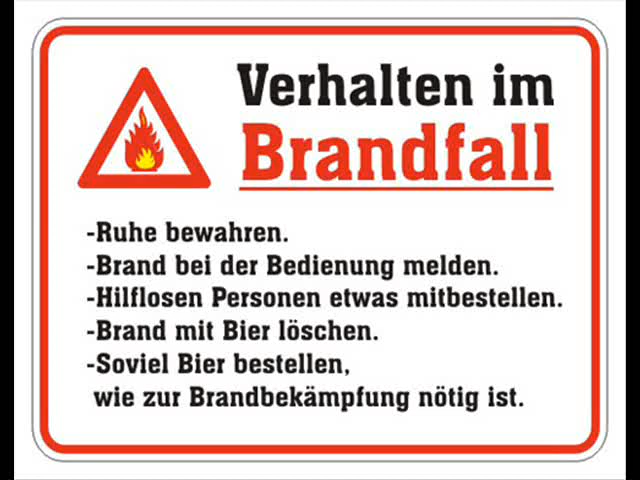 Verhalten im
Brandfall
-Ruhe bewahren.
-Brand bei der Bedienung melden.
-Hilflosen Personen etwas mitbestellen.
-Brand mit Bier löschen.
-Soviel Bier bestellen,
wie zur Brandbekämpfung nötig ist.